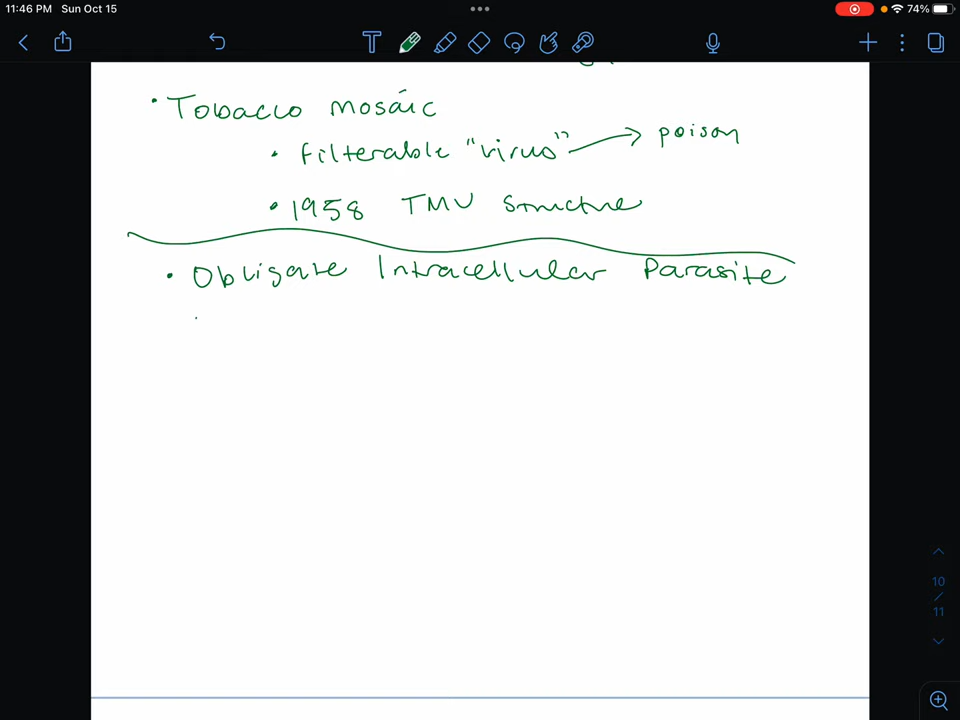 11:46 PM Sun Oct 15
74%
• Tobacco mosaic
• filterable "virus" → poison
• 1958 TMV Structure
• Obligate Intracellular Parasite
10
/
11